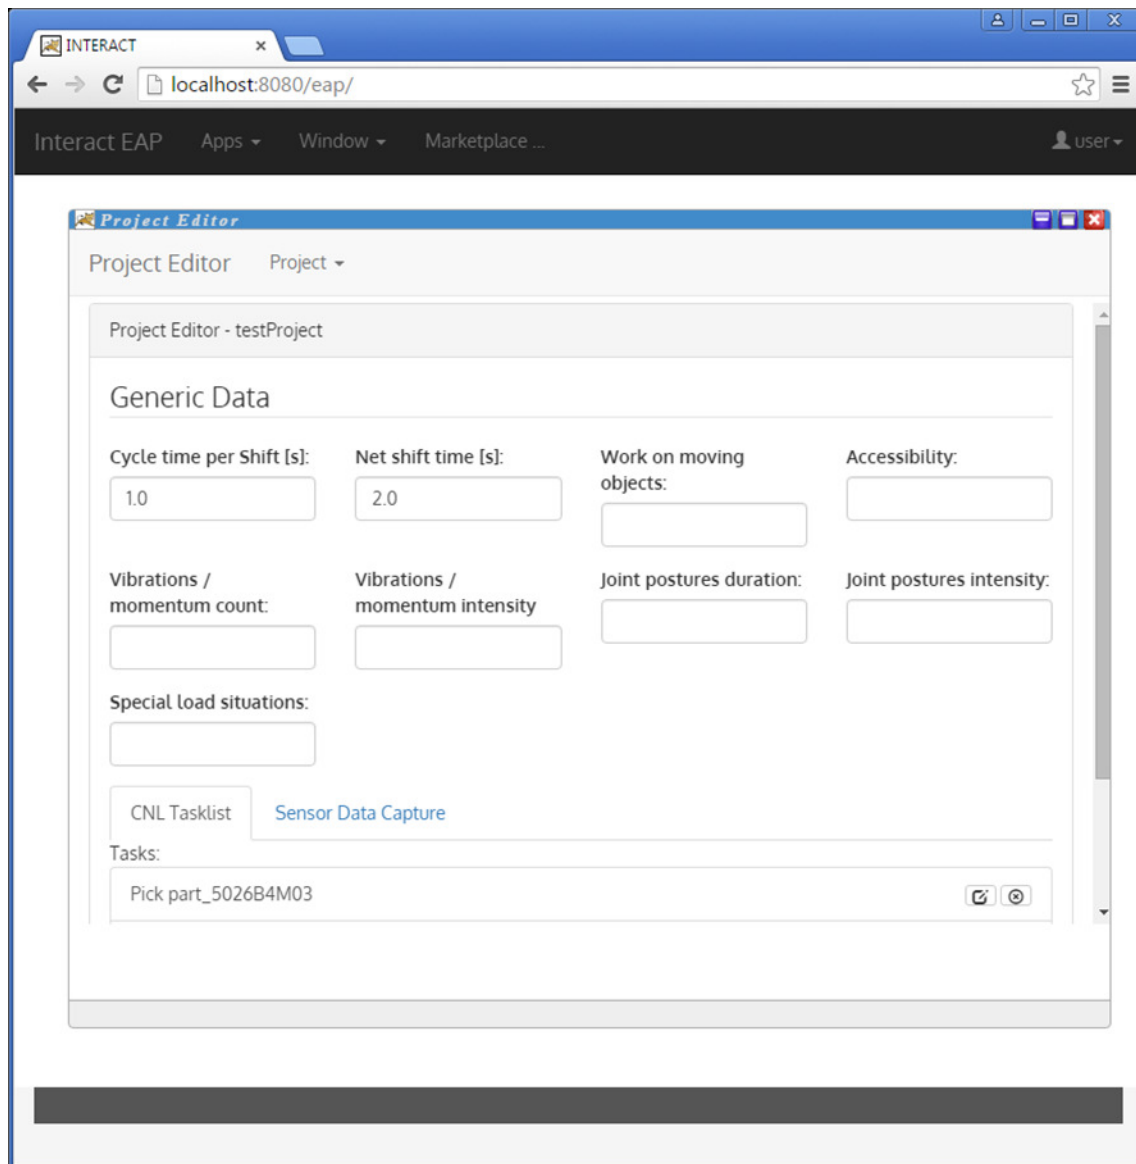 INTERACT
localhost:8080/eap/
Interact EAP Apps Window Marketplace ... user
Project Editor
Project Editor Project
Project Editor - testProject
Generic Data
Cycle time per Shift [s]: Net shift time [s]: Work on moving Accessibility:
objects:
1.0 2.0
Vibrations / Vibrations / Joint postures duration: Joint postures intensity:
momentum count: momentum intensity
Special load situations:
CNL Tasklist Sensor Data Capture
Tasks:
Pick part_5026B4M03